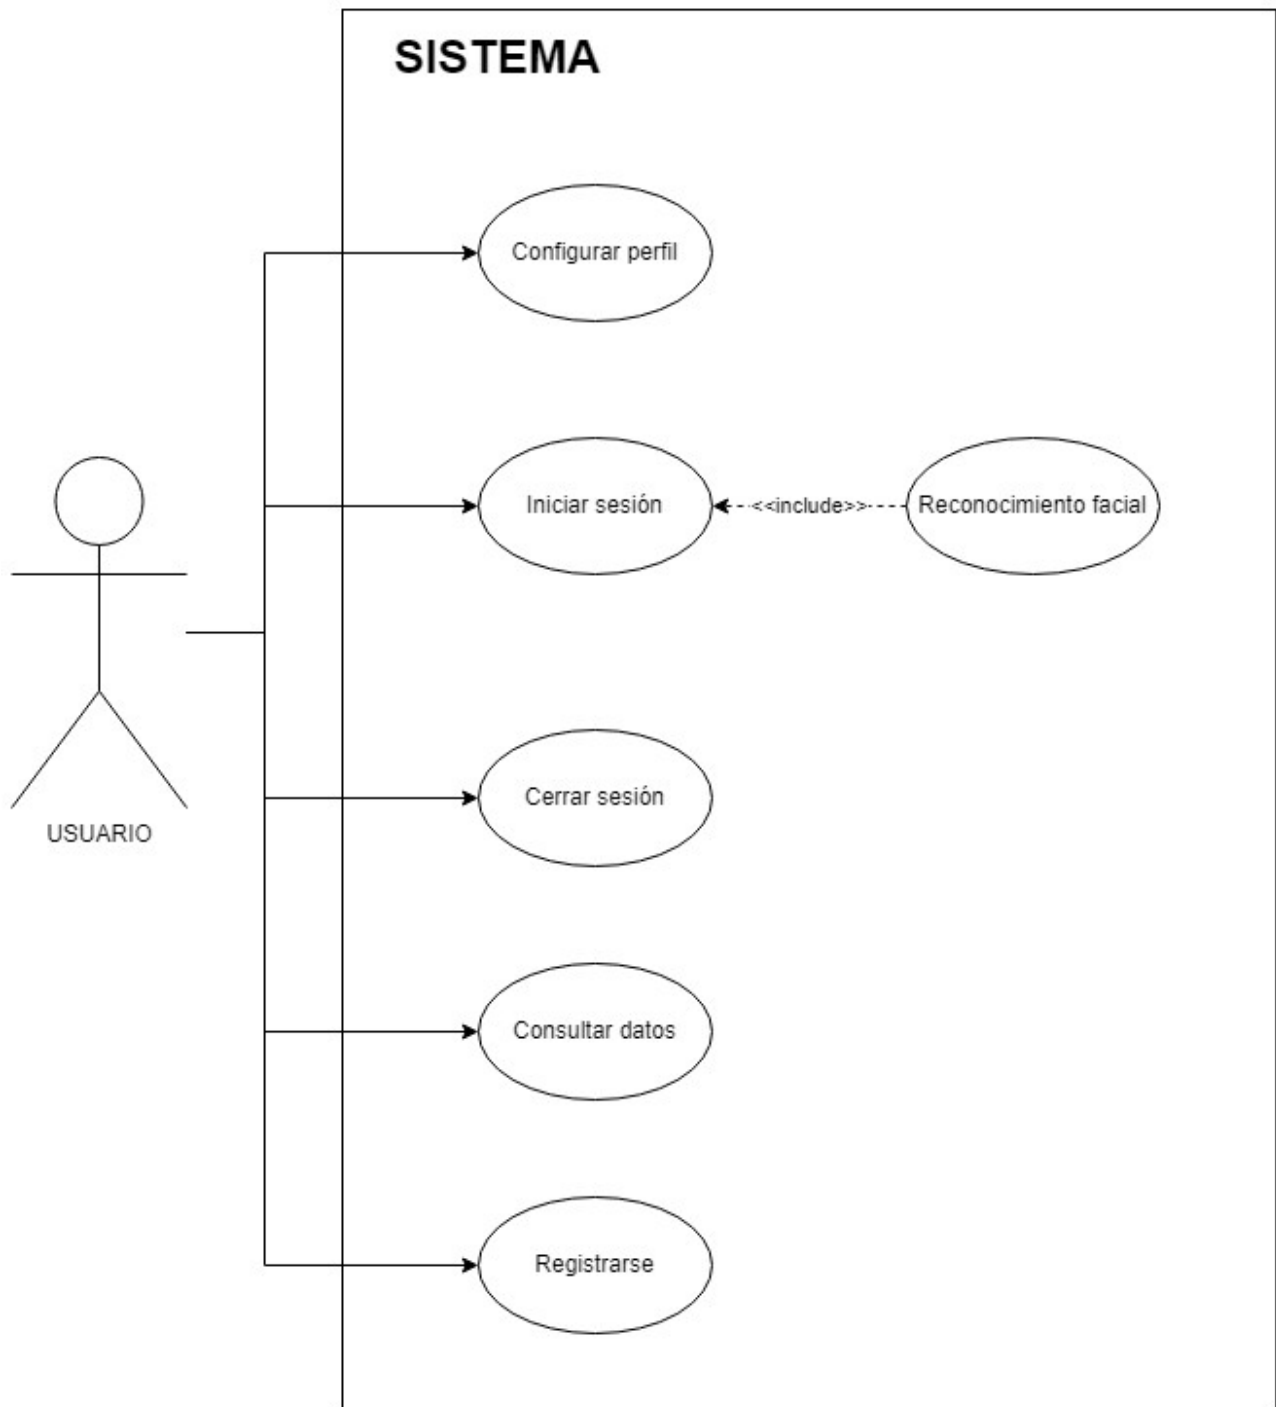 SISTEMA
Configurar perfil
Iniciar sesión
<<include>>
Reconocimiento facial
Cerrar sesión
USUARIO
Consultar datos
Registrarse